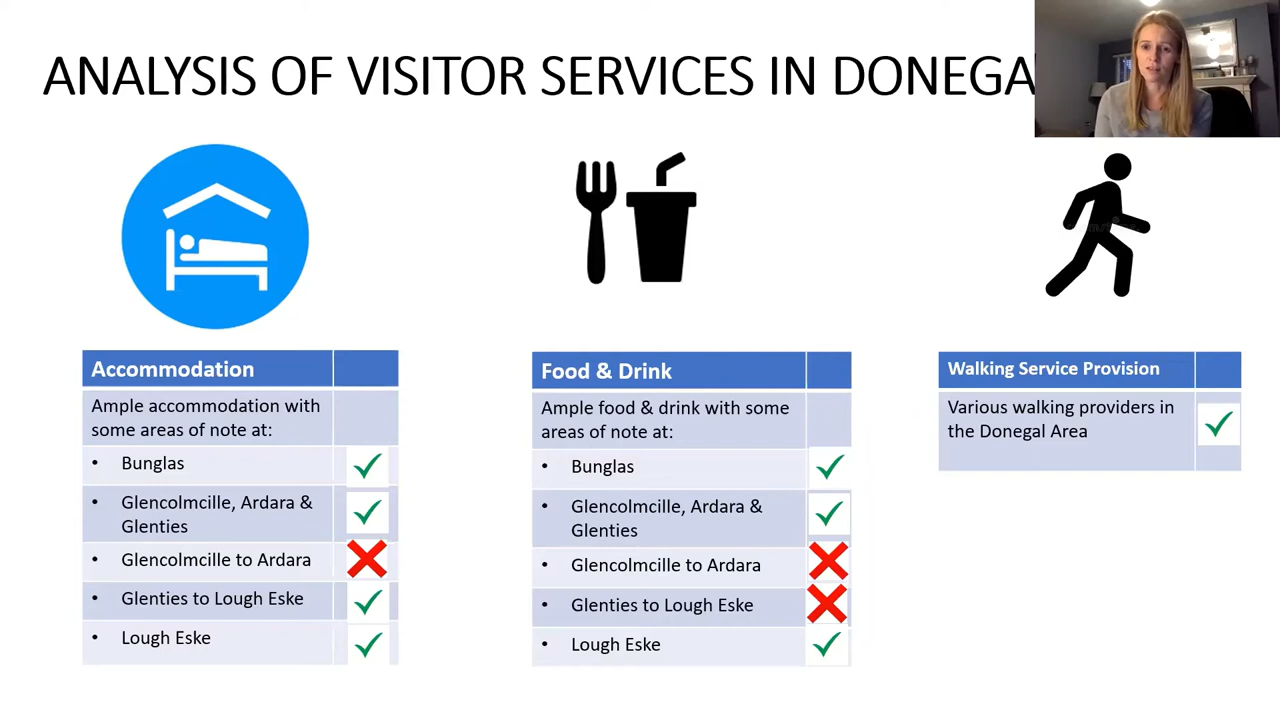 ANALYSIS OF VISITOR SERVICES IN DONEGA
Accommodation
Ample accommodation with
some areas of note at:
• Bunglas
• Glencolmcille, Ardara &
Glenties
• Glencolmcille to Ardara
• Glenties to Lough Eske
• Lough Eske
Food & Drink
Ample food & drink with some
areas of note at:
• Bunglas
• Glencolmcille, Ardara &
Glenties
• Glencolmcille to Ardara
• Glenties to Lough Eske
• Lough Eske
Walking Service Provision
Various walking providers in
the Donegal Area